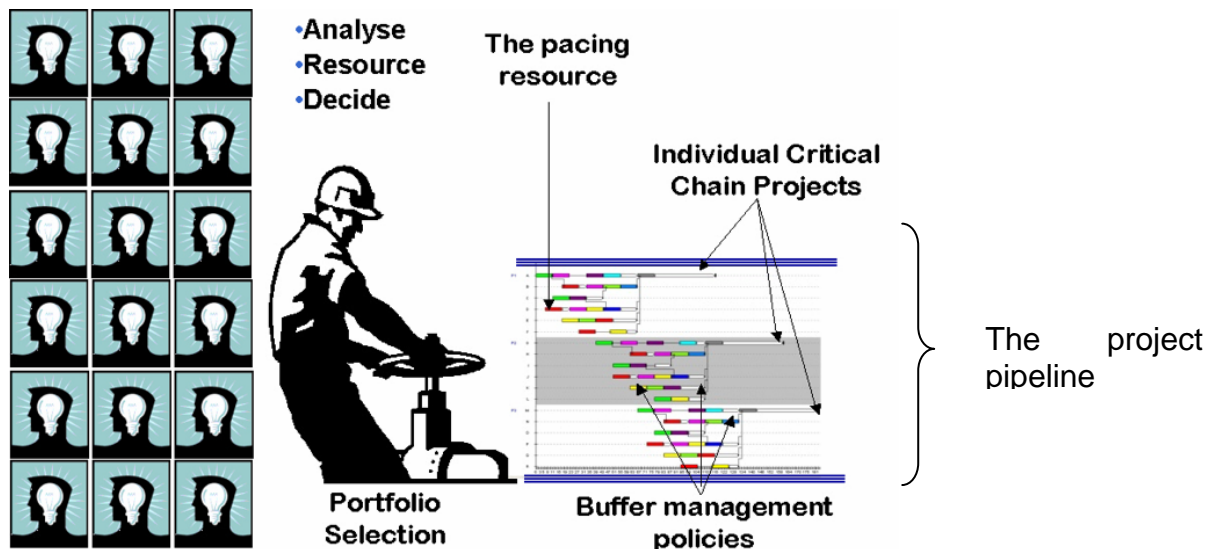 •Analyse
•Resource
•Decide
The pacing
resource
Individual Critical
Chain Projects
The project
pipeline
Portfolio
Selection
Buffer management
policies